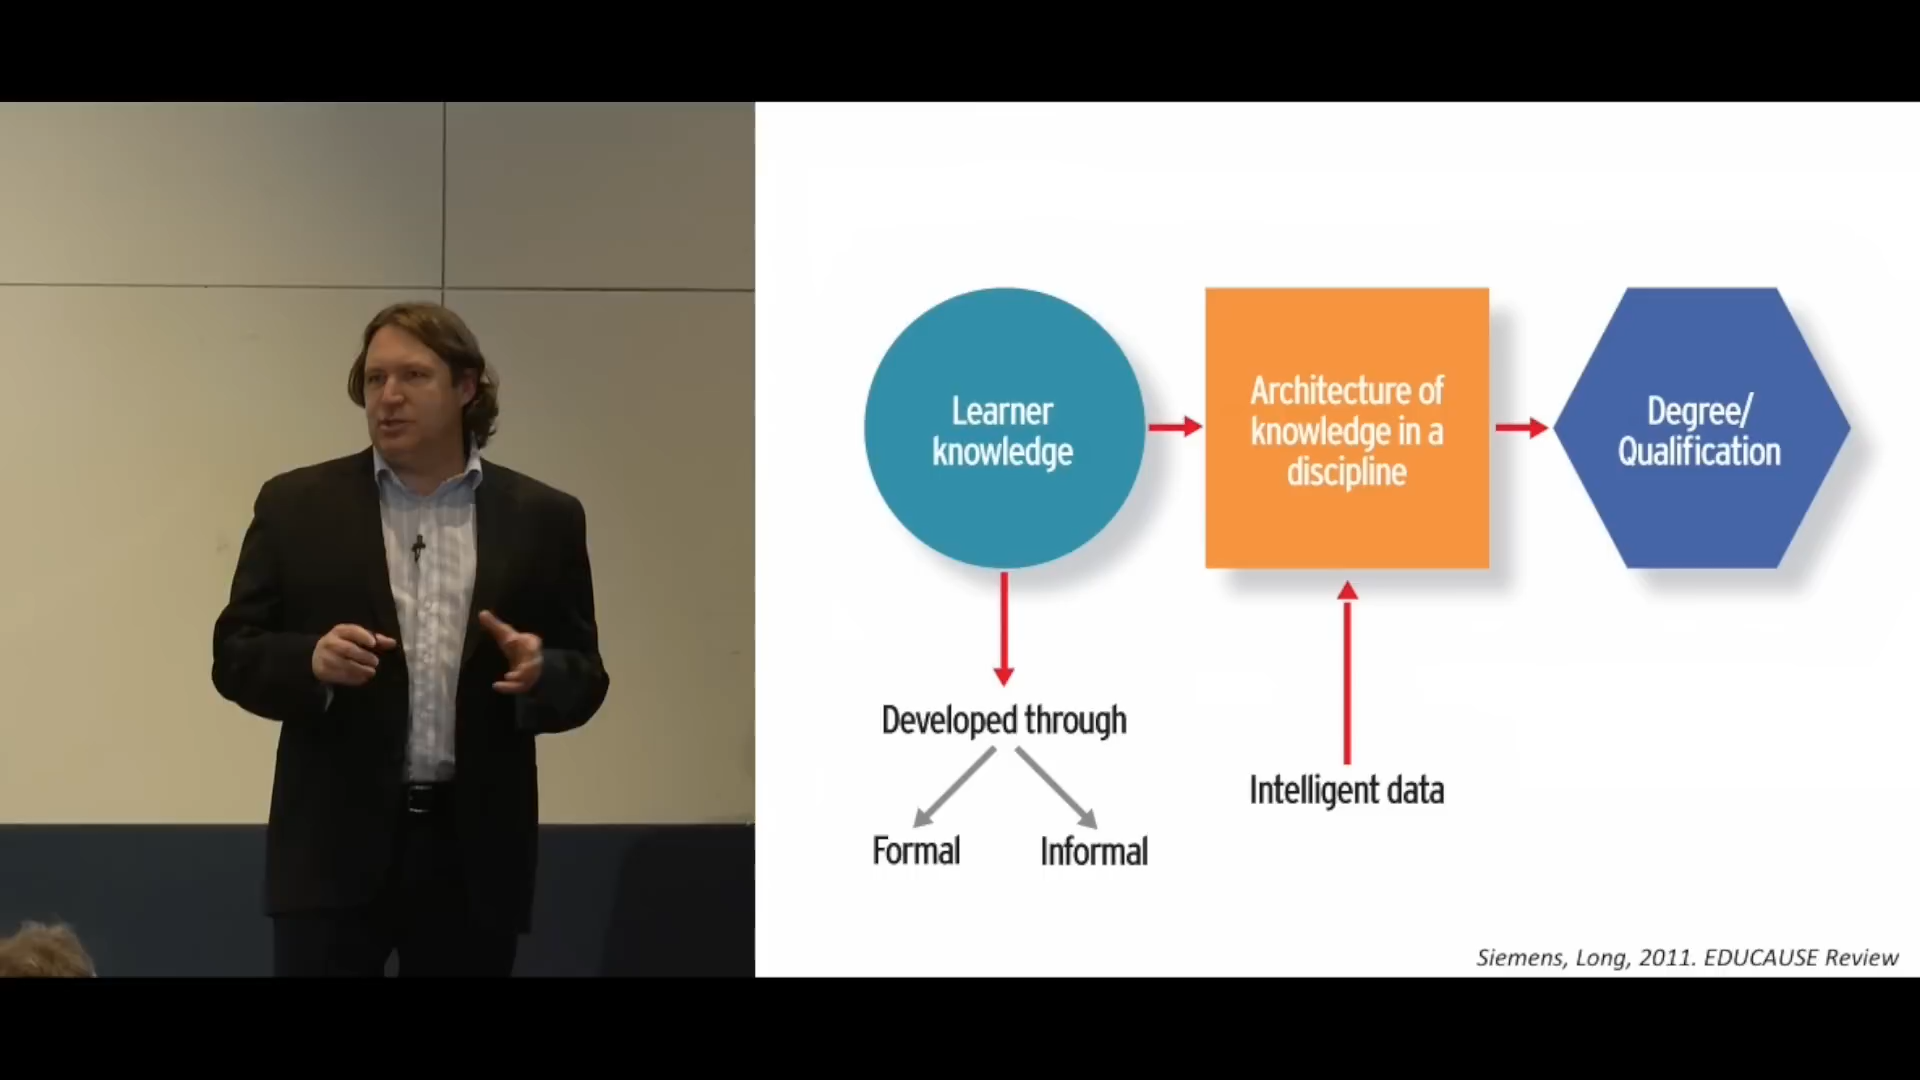 Learner
knowledge
Architecture of
knowledge in a
discipline
Degree/
Qualification
Developed through
Formal
Informal
Intelligent data
Siemens, Long, 2011. EDUCAUSE Review